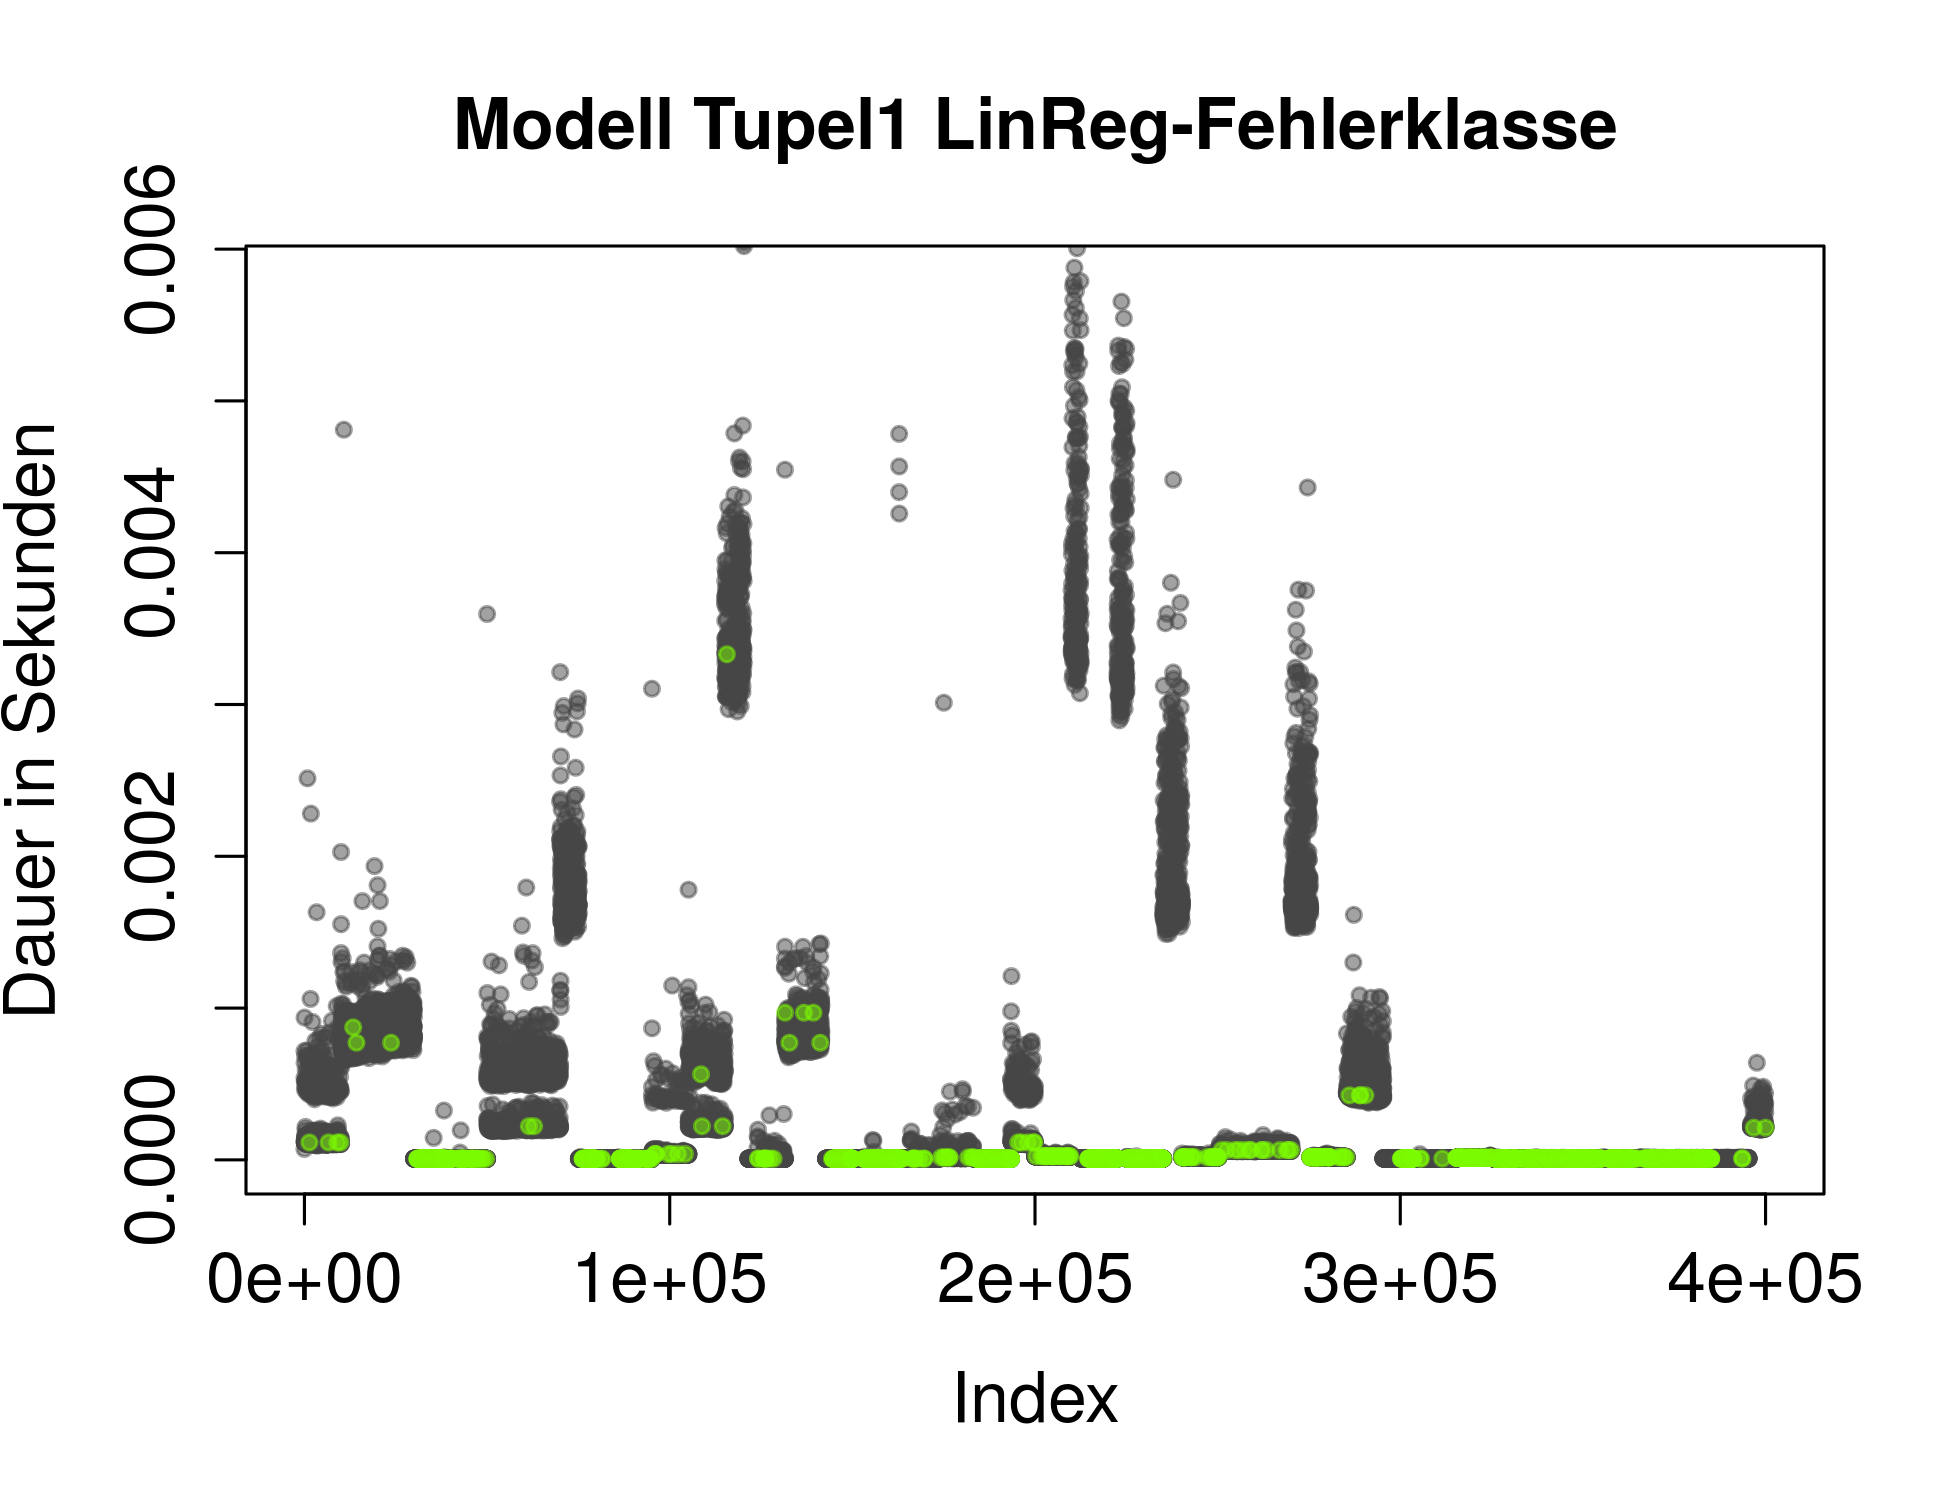 Modell Tupel1 LinReg-Fehlerklasse
Dauer in Sekunden
0.006
0.004
0.002
0.000
0e+00 1e+05 2e+05 3e+05 4e+05
Index